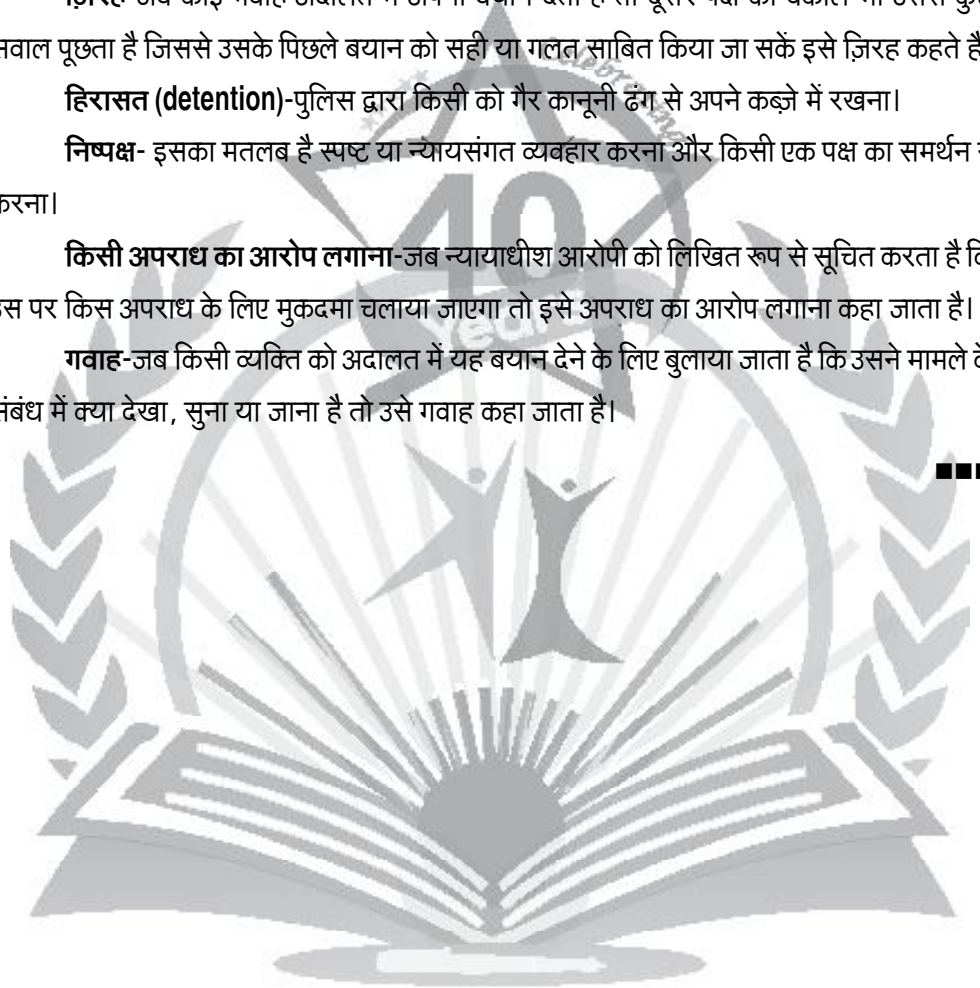 सवाल पूछता है जिससे उसके पिछले बयान को सही या गलत साबित किया जा सकें इसे ज़िरह कहते
हिरासत (detention)-पुलिस द्वारा किसी को गैर कानूनी ढंग से अपने कब्ज़े में रखना।
निष्पक्ष- इसका मतलब है स्पष्ट या न्यायसंगत व्यवहार करना और किसी एक पक्ष का समर्थन
करना।
किसी अपराध का आरोप लगाना-जब न्यायाधीश आरोपी को लिखित रूप से सूचित करता है
पर किस अपराध के लिए मुकदमा चलाया जाएगा तो इसे अपराध का आरोप लगाना कहा जाता है।
गवाह-जब किसी व्यक्ति को अदालत में यह बयान देने के लिए बुलाया जाता है कि उसने मामले
संबंध में क्या देखा, सुना या जाना है तो उसे गवाह कहा जाता है।
40
Years